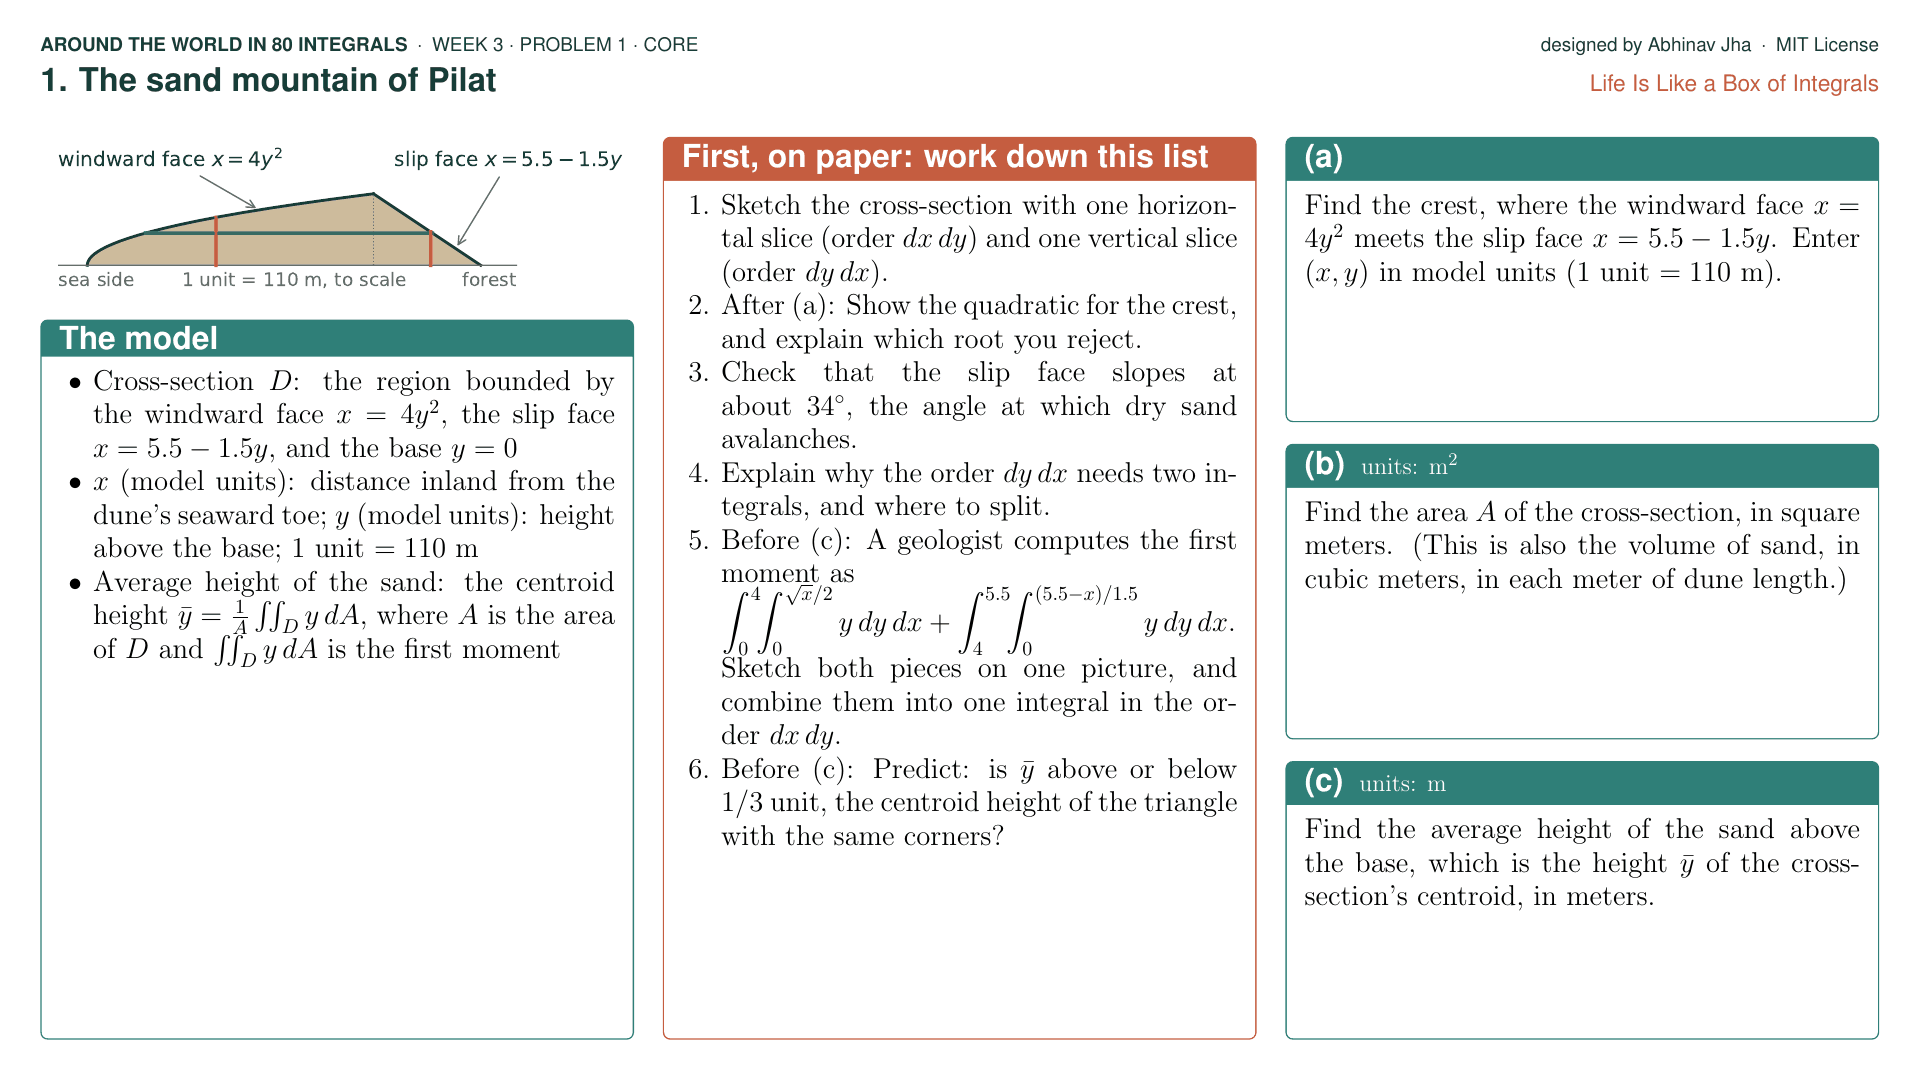 AROUND THE WORLD IN 80 INTEGRALS · WEEK 3 · PROBLEM 1 · CORE
designed by Abhinav Jha · MIT License
1. The sand mountain of Pilat
Life Is Like a Box of Integrals
windward face x = 4y²
slip face x = 5.5 − 1.5y
sea side
1 unit = 110 m, to scale
forest
The model
• Cross-section D: the region bounded by
the windward face x = 4y², the slip face
x = 5.5 − 1.5y, and the base y = 0
• x (model units): distance inland from the
dune's seaward toe; y (model units): height
above the base; 1 unit = 110 m
• Average height of the sand: the centroid
height ȳ = 1/A ∬_D y dA, where A is the area
of D and ∬_D y dA is the first moment
First, on paper: work down this list
1. Sketch the cross-section with one horizon-
tal slice (order dx dy) and one vertical slice
(order dy dx).
2. After (a): Show the quadratic for the crest,
and explain which root you reject.
3. Check that the slip face slopes at
about 34°, the angle at which dry sand
avalanches.
4. Explain why the order dy dx needs two in-
tegrals, and where to split.
5. Before (c): A geologist computes the first
moment as
∫_0^4 ∫_0^{√x/2} y dy dx + ∫_4^{5.5} ∫_0^{(5.5−x)/1.5} y dy dx.
Sketch both pieces on one picture, and
combine them into one integral in the or-
der dx dy.
6. Before (c): Predict: is ȳ above or below
1/3 unit, the centroid height of the triangle
with the same corners?
(a)
Find the crest, where the windward face x =
4y² meets the slip face x = 5.5 − 1.5y. Enter
(x, y) in model units (1 unit = 110 m).
(b) units: m²
Find the area A of the cross-section, in square
meters. (This is also the volume of sand, in
cubic meters, in each meter of dune length.)
(c) units: m
Find the average height of the sand above
the base, which is the height ȳ of the cross-
section's centroid, in meters.